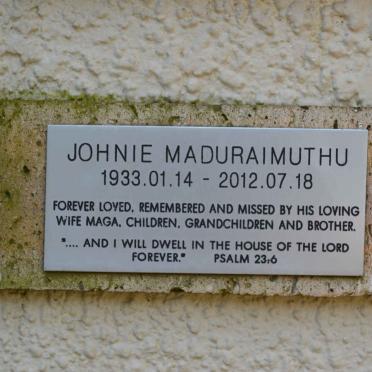 JOHNIE MADURAIMUTHU
1933.01.14 - 2012.07.18
FOREVER LOVED, REMEMBERED AND MISSED BY HIS LOVING
WIFE MAGA, CHILDREN, GRANDCHILDREN AND BROTHER.
".... AND I WILL DWELL IN THE HOUSE OF THE LORD
FOREVER." PSALM 23:6